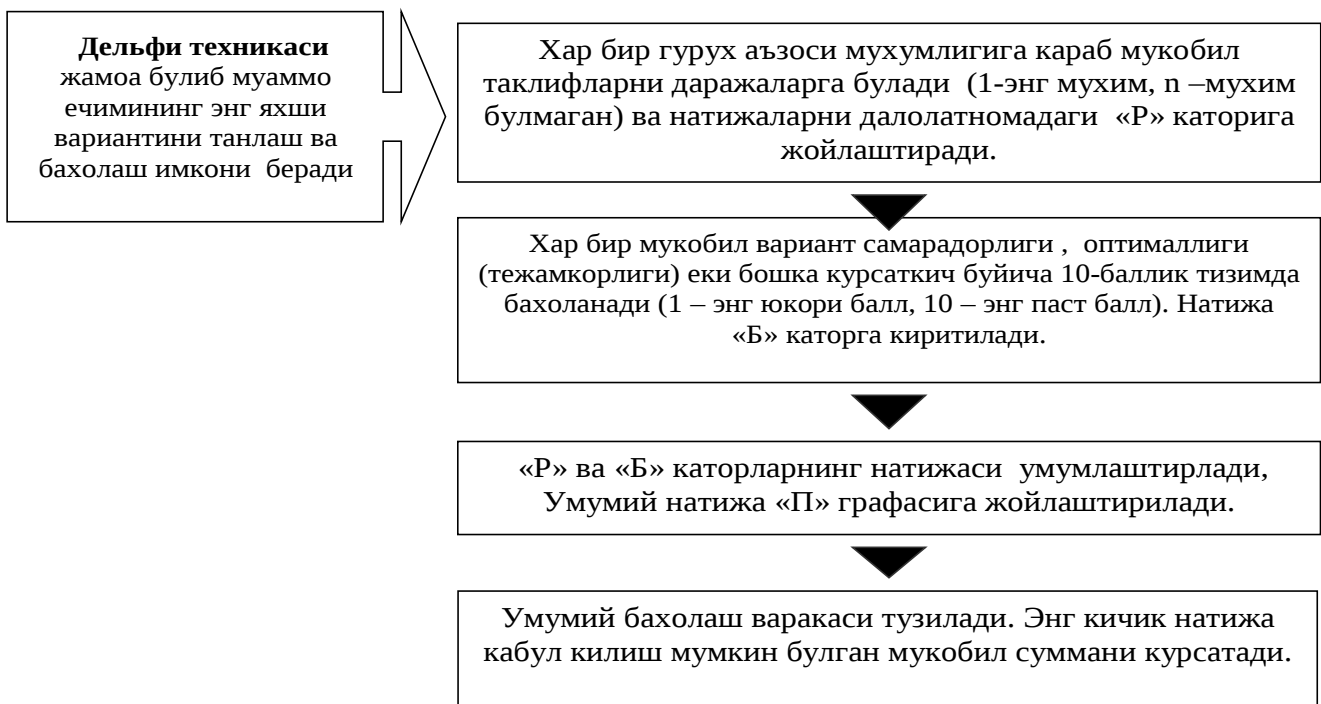 Дельфи техникаси
жамоа булиб муаммо
ечимининг энг яхши
вариантини танлаш ва
бахолаш имкони беради
Хар бир гурух аъзоси мухумлигига караб мукобил
таклифларни даражаларга булади (1-энг мухим, n –мухим
булмаган) ва натижаларни далолатномадаги «Р» каторига
жойлаштиради.
Хар бир мукобил вариант самарадорлиги , оптималлиги
(тежамкорлиги) еки бошка курсаткич буйича 10-баллик тизимда
бахоланади (1 – энг юкори балл, 10 – энг паст балл). Натижа
«Б» каторга киритилади.
«Р» ва «Б» каторларнинг натижаси умумлаштирлади,
Умумий натижа «П» графасига жойлаштирилади.
Умумий бахолаш варакаси тузилади. Энг кичик натижа
кабул килиш мумкин булган мукобил суммани курсатади.